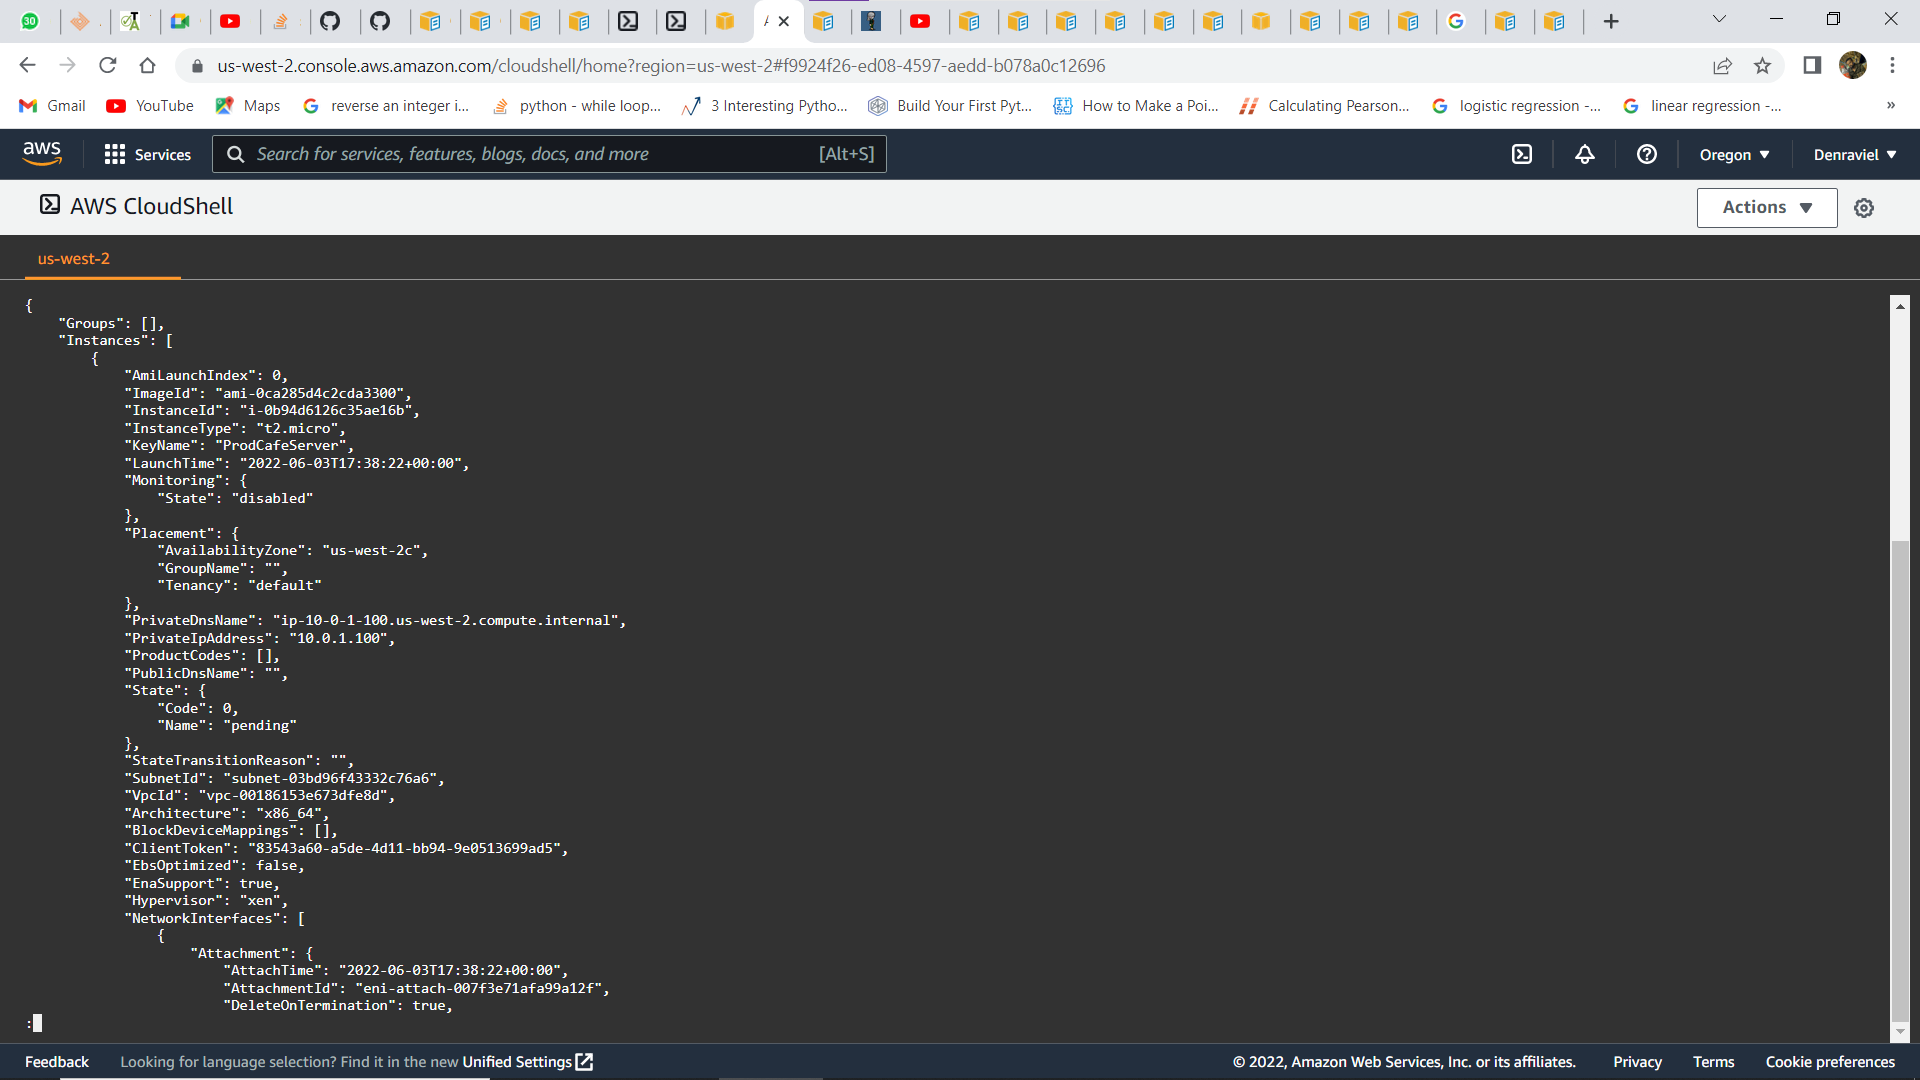 30
us-west-2.console.aws.amazon.com/cloudshell/home?region=us-west-2#f9924f26-ed08-4597-aedd-b078a0c12696
Gmail YouTube Maps reverse an integer i... python - while loop... 3 Interesting Pytho... Build Your First Pyt... How to Make a Poi... Calculating Pearson... logistic regression -... linear regression -... »
aws Services Search for services, features, blogs, docs, and more [Alt+S] Oregon ▼ Denraviel ▼
AWS CloudShell Actions ▼
us-west-2
{
"Groups": [],
"Instances": [
{
"AmiLaunchIndex": 0,
"ImageId": "ami-0ca285d4c2cda3300",
"InstanceId": "i-0b94d6126c35ae16b",
"InstanceType": "t2.micro",
"KeyName": "ProdCafeServer",
"LaunchTime": "2022-06-03T17:38:22+00:00",
"Monitoring": {
"State": "disabled"
},
"Placement": {
"AvailabilityZone": "us-west-2c",
"GroupName": "",
"Tenancy": "default"
},
"PrivateDnsName": "ip-10-0-1-100.us-west-2.compute.internal",
"PrivateIpAddress": "10.0.1.100",
"ProductCodes": [],
"PublicDnsName": "",
"State": {
"Code": 0,
"Name": "pending"
},
"StateTransitionReason": "",
"SubnetId": "subnet-03bd96f43332c76a6",
"VpcId": "vpc-00186153e673dfe8d",
"Architecture": "x86_64",
"BlockDeviceMappings": [],
"ClientToken": "83543a60-a5de-4d11-bb94-9e0513699ad5",
"EbsOptimized": false,
"EnaSupport": true,
"Hypervisor": "xen",
"NetworkInterfaces": [
{
"Attachment": {
"AttachTime": "2022-06-03T17:38:22+00:00",
"AttachmentId": "eni-attach-007f3e71afa99a12f",
"DeleteOnTermination": true,
:
Feedback Looking for language selection? Find it in the new Unified Settings © 2022, Amazon Web Services, Inc. or its affiliates. Privacy Terms Cookie preferences